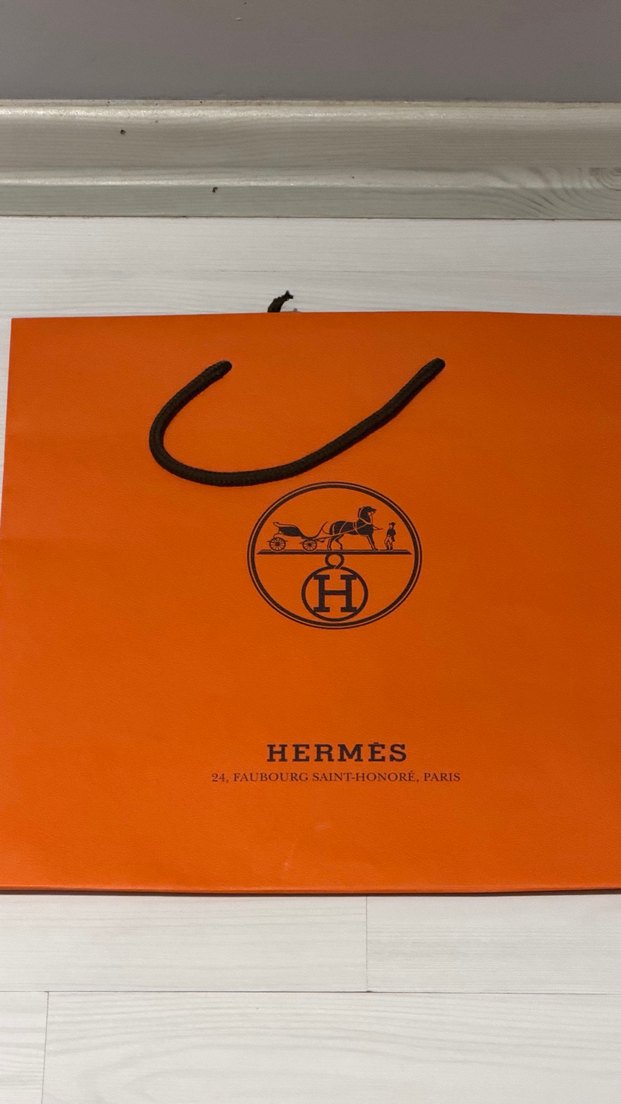 H
HERMÈS
24, FAUBOURG SAINT-HONORÉ, PARIS